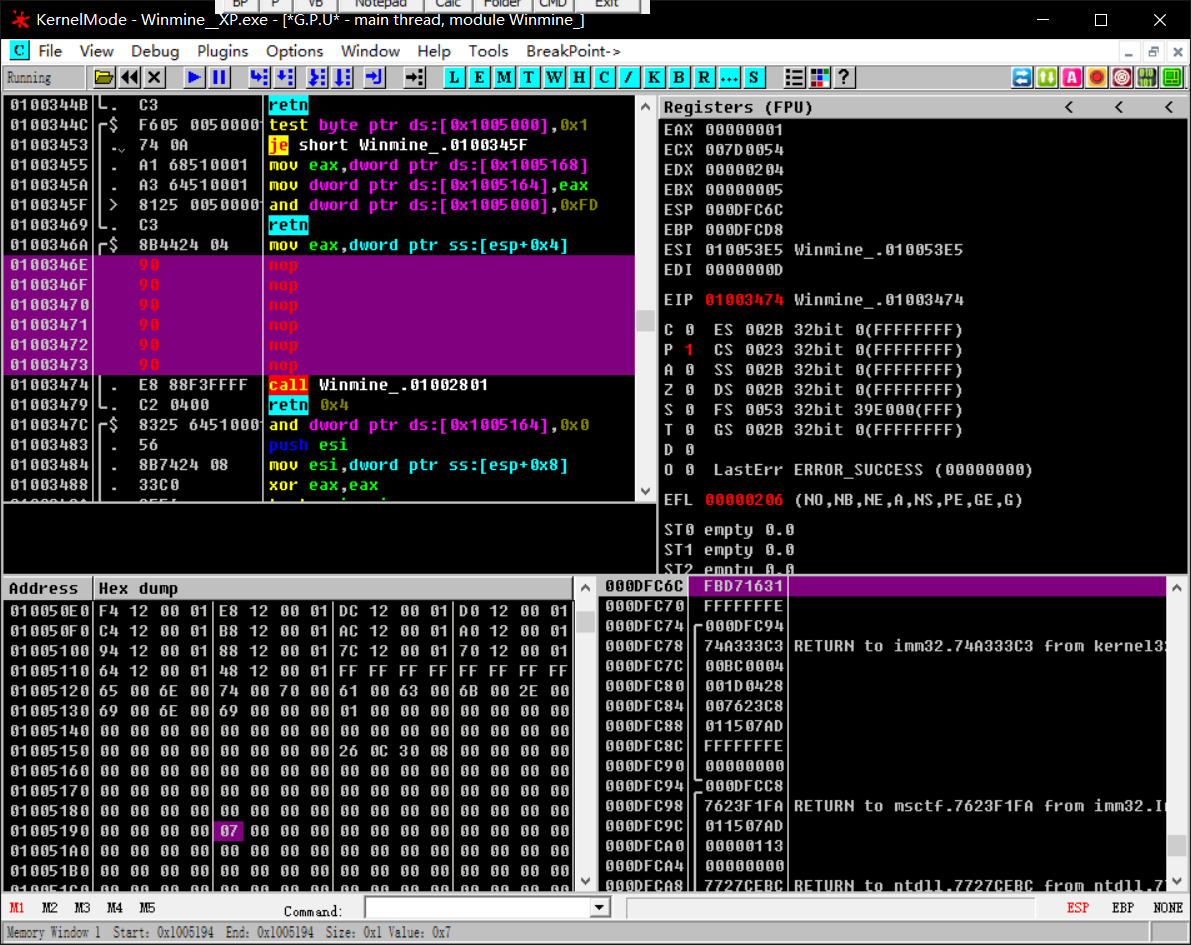 BP P VB Notepad Calc Folder CMD Exit
KernelMode - Winmine__XP.exe - [*G.P.U* - main thread, module Winmine_]
C File View Debug Plugins Options Window Help Tools BreakPoint->
Running L E M T W H C / K B R ... S ?
0100344B . C3 retn
0100344C $ F605 0050000 test byte ptr ds:[0x1005000],0x1
01003453 . 74 0A je short Winmine_.0100345F
01003455 . A1 68510001 mov eax,dword ptr ds:[0x1005168]
0100345A . A3 64510001 mov dword ptr ds:[0x1005164],eax
0100345F > 8125 0050000 and dword ptr ds:[0x1005000],0xFD
01003469 . C3 retn
0100346A $ 8B4424 04 mov eax,dword ptr ss:[esp+0x4]
0100346E 90 nop
0100346F 90 nop
01003470 90 nop
01003471 90 nop
01003472 90 nop
01003473 90 nop
01003474 . E8 88F3FFFF call Winmine_.01002801
01003479 . C2 0400 retn 0x4
0100347C $ 8325 6451000 and dword ptr ds:[0x1005164],0x0
01003483 . 56 push esi
01003484 . 8B7424 08 mov esi,dword ptr ss:[esp+0x8]
01003488 . 33C0 xor eax,eax
Registers (FPU) < < <
EAX 00000001
ECX 007D0054
EDX 00000204
EBX 00000005
ESP 000DFC6C
EBP 000DFCD8
ESI 010053E5 Winmine_.010053E5
EDI 0000000D
EIP 01003474 Winmine_.01003474
C 0 ES 002B 32bit 0(FFFFFFFF)
P 1 CS 0023 32bit 0(FFFFFFFF)
A 0 SS 002B 32bit 0(FFFFFFFF)
Z 0 DS 002B 32bit 0(FFFFFFFF)
S 0 FS 0053 32bit 39E000(FFF)
T 0 GS 002B 32bit 0(FFFFFFFF)
D 0
O 0 LastErr ERROR_SUCCESS (00000000)
EFL 00000206 (NO,NB,NE,A,NS,PE,GE,G)
ST0 empty 0.0
ST1 empty 0.0
ST2 empty 0.0
Address Hex dump
010050E0 F4 12 00 01 E8 12 00 01 DC 12 00 01 D0 12 00 01
010050F0 C4 12 00 01 B8 12 00 01 AC 12 00 01 A0 12 00 01
01005100 94 12 00 01 88 12 00 01 7C 12 00 01 70 12 00 01
01005110 64 12 00 01 48 12 00 01 FF FF FF FF FF FF FF FF
01005120 65 00 6E 00 74 00 70 00 61 00 63 00 6B 00 2E 00
01005130 69 00 6E 00 69 00 00 00 01 00 00 00 00 00 00 00
01005140 00 00 00 00 00 00 00 00 00 00 00 00 00 00 00 00
01005150 00 00 00 00 00 00 00 00 26 0C 30 08 00 00 00 00
01005160 00 00 00 00 00 00 00 00 00 00 00 00 00 00 00 00
01005170 00 00 00 00 00 00 00 00 00 00 00 00 00 00 00 00
01005180 00 00 00 00 00 00 00 00 00 00 00 00 00 00 00 00
01005190 00 00 00 00 07 00 00 00 00 00 00 00 00 00 00 00
010051A0 00 00 00 00 00 00 00 00 00 00 00 00 00 00 00 00
010051B0 00 00 00 00 00 00 00 00 00 00 00 00 00 00 00 00
000DFC6C FBD71631
000DFC70 FFFFFFFE
000DFC74 000DFC94
000DFC78 74A333C3 RETURN to imm32.74A333C3 from kernel3
000DFC7C 00BC0004
000DFC80 001D0428
000DFC84 007623C8
000DFC88 011507AD
000DFC8C FFFFFFFE
000DFC90 00000000
000DFC94 000DFCC8
000DFC98 7623F1FA RETURN to msctf.7623F1FA from imm32.I
000DFC9C 011507AD
000DFCA0 00000113
000DFCA4 00000000
000DFCA8 7727CEBC RETURN to ntdll.7727CEBC from ntdll.7
M1 M2 M3 M4 M5 Command: ESP EBP NONE
Memory Window 1 Start: 0x1005194 End: 0x1005194 Size: 0x1 Value: 0x7